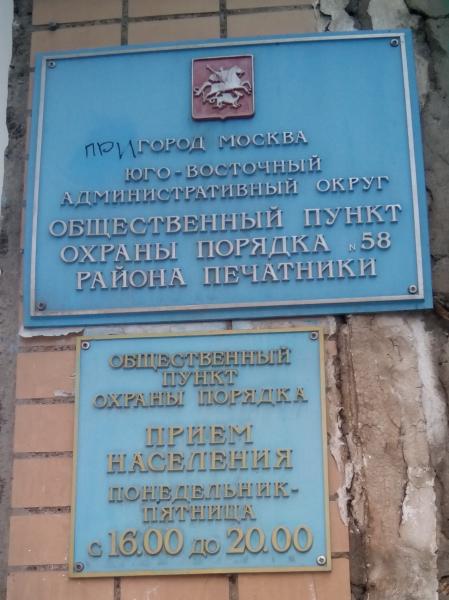 приГОРОД МОСКВА
ЮГО-ВОСТОЧНЫЙ
АДМИНИСТРАТИВНЫЙ ОКРУГ
ОБЩЕСТВЕННЫЙ ПУНКТ
ОХРАНЫ ПОРЯДКА N 58
РАЙОНА ПЕЧАТНИКИ
ОБЩЕСТВЕННЫЙ
ПУНКТ
ОХРАНЫ ПОРЯДКА
ПРИЕМ
НАСЕЛЕНИЯ
ПОНЕДЕЛЬНИК-
ПЯТНИЦА
С 16.00 ДО 20.00